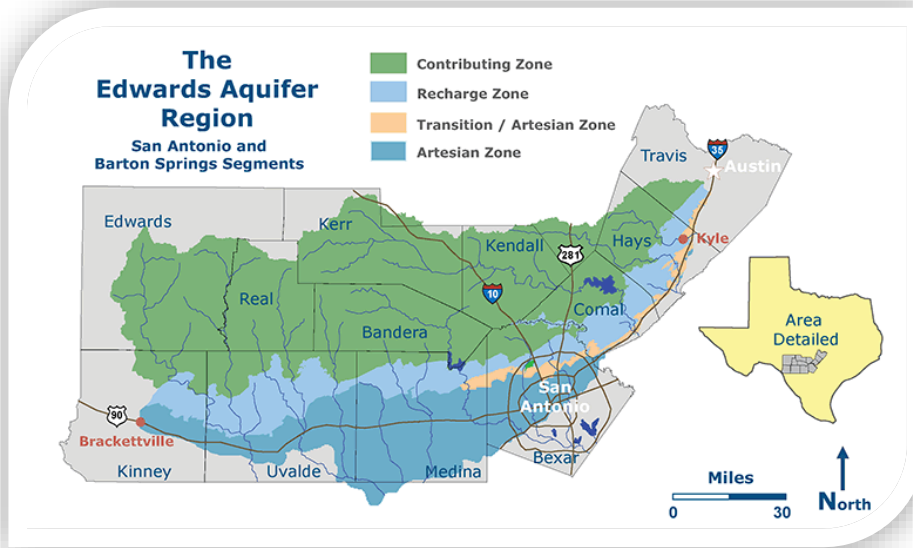 The
Edwards Aquifer
Region
San Antonio and
Barton Springs Segments
Contributing Zone
Recharge Zone
Transition / Artesian Zone
Artesian Zone
Travis
35
Austin
Edwards
Kerr
Kendall
281
Hays
Kyle
Real
10
Comal
Bandera
Area
Detailed
San
Antonio
90
Brackettville
Kinney
Uvalde
Medina
Bexar
Miles
0 30
North